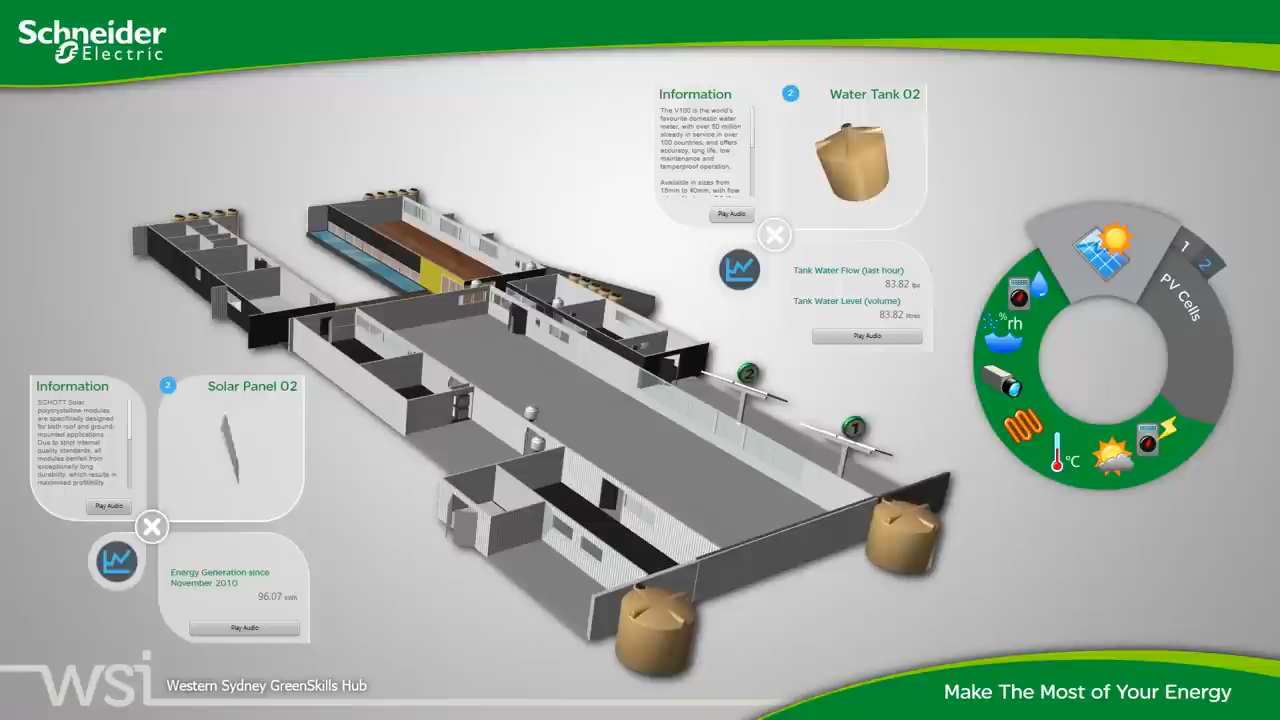 Schneider
Electric
Information
The V100 is the world's
favourite domestic water
meter, with over 80 million
already in service in over
100 countries, and offers
accuracy, long life, low
maintenance and
tamperproof operation.
Available in sizes from
15mm to 40mm, with flow
Play Audio
2
Water Tank 02
Tank Water Flow (last hour)
83.82 lps
Tank Water Level (volume)
83.82 litres
Play Audio
1
2
PV Cells
%rh
°C
2
1
Information
SCHOTT Solar
polycrystalline modules
are specifically designed
for both roof and ground-
mounted applications.
Due to strict internal
quality standards, all
modules benefit from
exceptionally long
durability, which results in
maximised profitibility
Play Audio
2
Solar Panel 02
Energy Generation since
November 2010
96.07 kWh
Play Audio
wsi
Western Sydney GreenSkills Hub
Make The Most of Your Energy